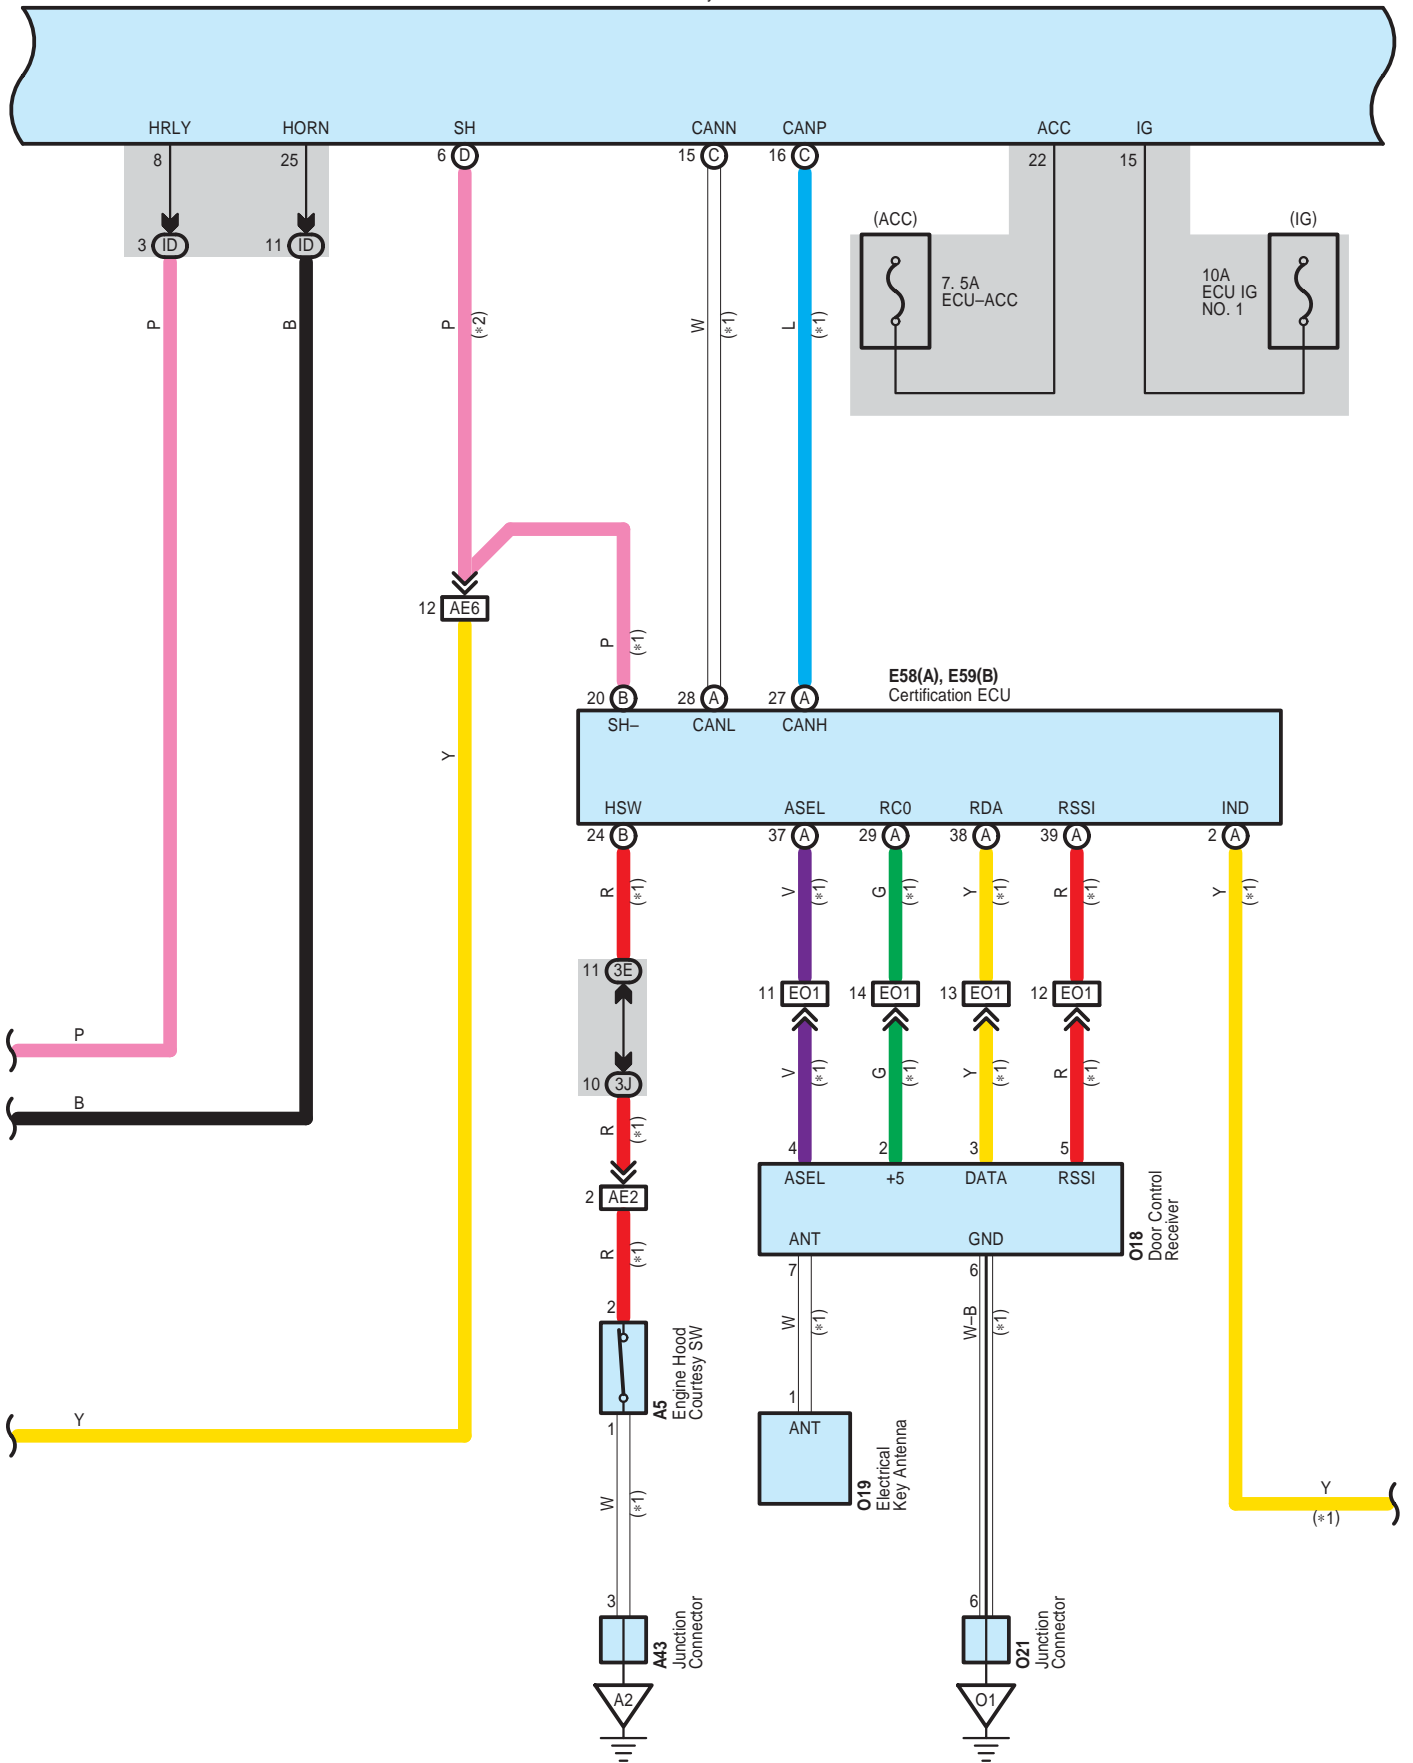 HRLY HORN SH CANN CANP ACC IG
8 25 6 D 15 C 16 C 22 15
3 ID 11 ID
(ACC) (IG)
7. 5A
ECU–ACC
10A
ECU IG
NO. 1
P B P (*2) W (*1) L (*1)
12 AE6
P (*1)
E58(A), E59(B)
Certification ECU
20 B 28 A 27 A
SH– CANL CANH
Y
HSW ASEL RC0 RDA RSSI IND
24 B 37 A 29 A 38 A 39 A 2 A
R (*1) V (*1) G (*1) Y (*1) R (*1) Y (*1)
11 3E 11 EO1 14 EO1 13 EO1 12 EO1
P
10 3J V (*1) G (*1) Y (*1) R (*1)
B
R (*1)
4 2 3 5
ASEL +5 DATA RSSI
2 AE2
ANT GND
O18
Door Control
Receiver
R (*1)
7 6
2
W (*1) W–B (*1)
A5
Engine Hood
Courtesy SW
1 1
ANT
Y
O19
Electrical
Key Antenna
W (*1)
Y
(*1)
3 6
A43
Junction
Connector
O21
Junction
Connector
A2 O1